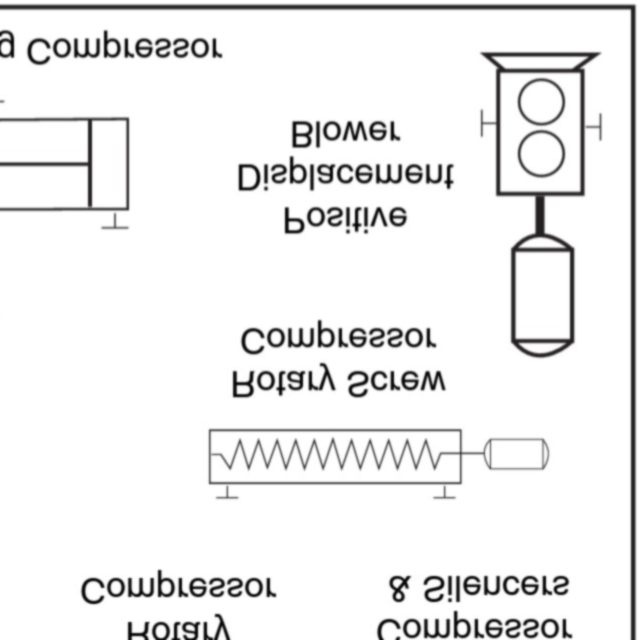 Compressor
& Silencers
Rotary
Compressor
Rotary Screw
Compressor
Positive
Displacement
Blower
g Compressor